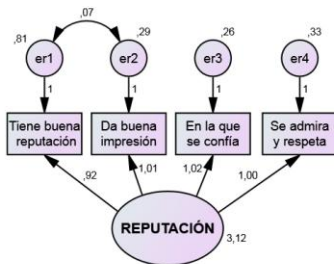 ,07
,81
,29
,26
,33
er1
er2
er3
er4
1
1
1
1
Tiene buena
reputación
Da buena
impresión
En la que
se confía
Se admira
y respeta
,92
1,01
1,02
1,00
REPUTACIÓN
3,12